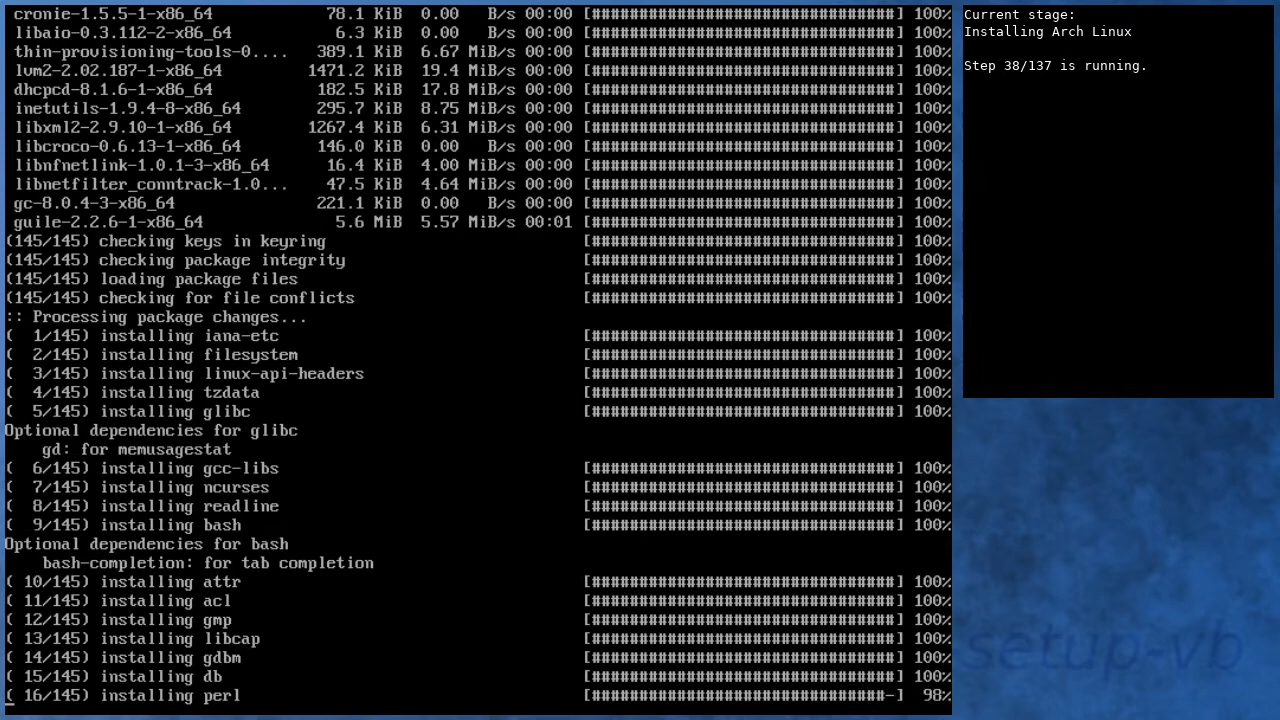 cronie-1.5.5-1-x86_64 78.1 KiB 0.00 B/s 00:00 [################################] 100%
libaio-0.3.112-2-x86_64 6.3 KiB 0.00 B/s 00:00 [################################] 100%
thin-provisioning-tools-0.... 389.1 KiB 6.67 MiB/s 00:00 [################################] 100%
lvm2-2.02.187-1-x86_64 1471.2 KiB 19.4 MiB/s 00:00 [################################] 100%
dhcpcd-8.1.6-1-x86_64 182.5 KiB 17.8 MiB/s 00:00 [################################] 100%
inetutils-1.9.4-8-x86_64 295.7 KiB 8.75 MiB/s 00:00 [################################] 100%
libxml2-2.9.10-1-x86_64 1267.4 KiB 6.31 MiB/s 00:00 [################################] 100%
libcroco-0.6.13-1-x86_64 146.0 KiB 0.00 B/s 00:00 [################################] 100%
libnfnetlink-1.0.1-3-x86_64 16.4 KiB 4.00 MiB/s 00:00 [################################] 100%
libnetfilter_conntrack-1.0... 47.5 KiB 4.64 MiB/s 00:00 [################################] 100%
gc-8.0.4-3-x86_64 221.1 KiB 0.00 B/s 00:00 [################################] 100%
guile-2.2.6-1-x86_64 5.6 MiB 5.57 MiB/s 00:01 [################################] 100%
(145/145) checking keys in keyring [################################] 100%
(145/145) checking package integrity [################################] 100%
(145/145) loading package files [################################] 100%
(145/145) checking for file conflicts [################################] 100%
:: Processing package changes...
( 1/145) installing iana-etc [################################] 100%
( 2/145) installing filesystem [################################] 100%
( 3/145) installing linux-api-headers [################################] 100%
( 4/145) installing tzdata [################################] 100%
( 5/145) installing glibc [################################] 100%
Optional dependencies for glibc
gd: for memusagestat
( 6/145) installing gcc-libs [################################] 100%
( 7/145) installing ncurses [################################] 100%
( 8/145) installing readline [################################] 100%
( 9/145) installing bash [################################] 100%
Optional dependencies for bash
bash-completion: for tab completion
( 10/145) installing attr [################################] 100%
( 11/145) installing acl [################################] 100%
( 12/145) installing gmp [################################] 100%
( 13/145) installing libcap [################################] 100%
( 14/145) installing gdbm [################################] 100%
( 15/145) installing db [################################] 100%
( 16/145) installing perl [###############################-] 98%
Current stage:
Installing Arch Linux
Step 38/137 is running.
setup-vb